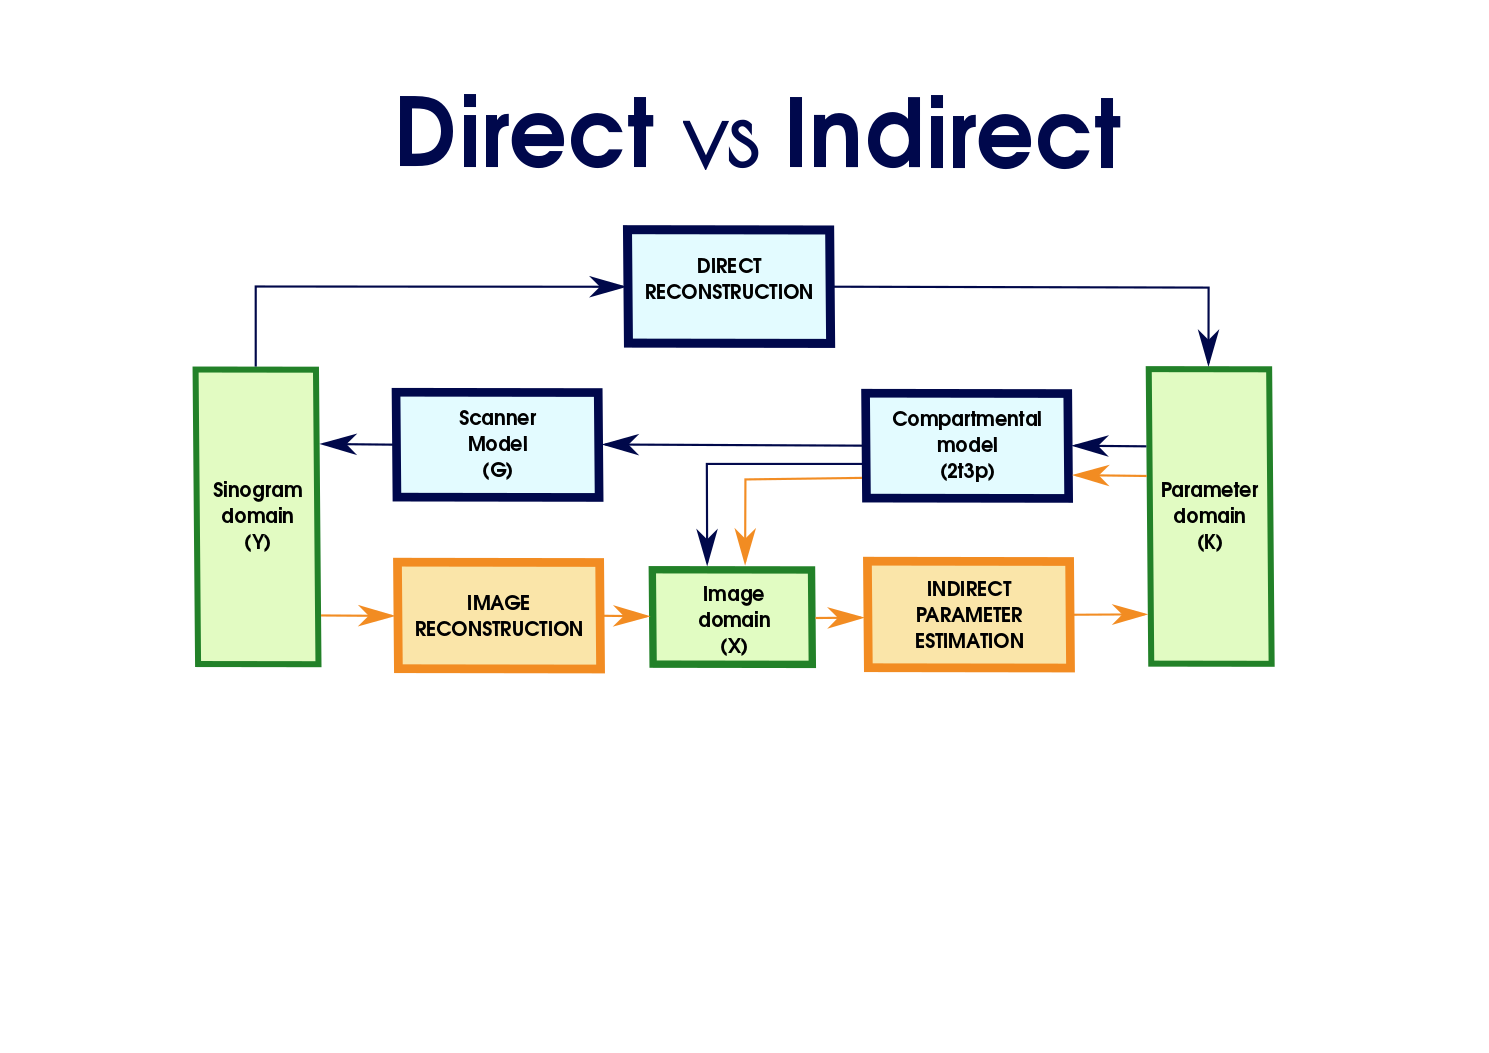 Direct vs Indirect
DIRECT
RECONSTRUCTION
Scanner
Model
(G)
Compartmental
model
(2t3p)
Sinogram
domain
(Y)
Parameter
domain
(K)
IMAGE
RECONSTRUCTION
Image
domain
(X)
INDIRECT
PARAMETER
ESTIMATION